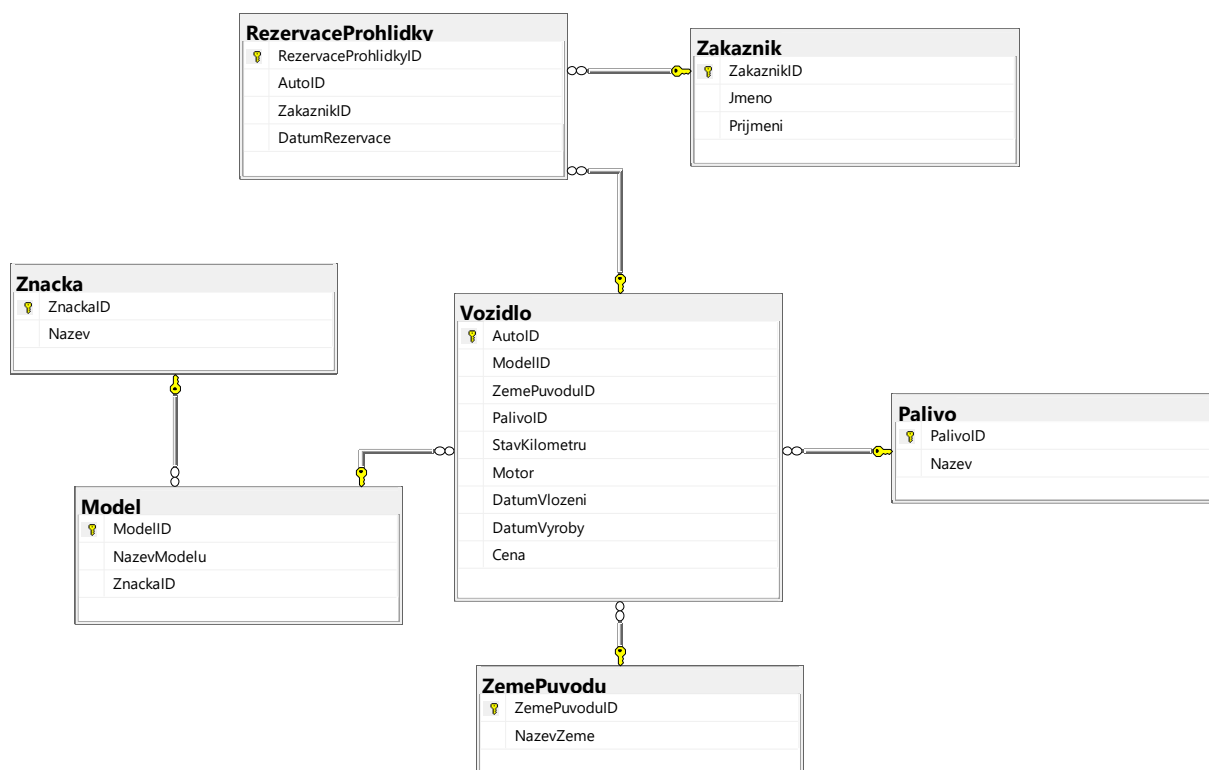 RezervaceProhlidky
RezervaceProhlidkyID
AutoID
ZakaznikID
DatumRezervace
Zakaznik
ZakaznikID
Jmeno
Prijmeni
Znacka
ZnackaID
Nazev
Vozidlo
AutoID
ModelID
ZemePuvoduID
PalivoID
StavKilometru
Motor
DatumVlozeni
DatumVyroby
Cena
Palivo
PalivoID
Nazev
Model
ModelID
NazevModelu
ZnackaID
ZemePuvodu
ZemePuvoduID
NazevZeme